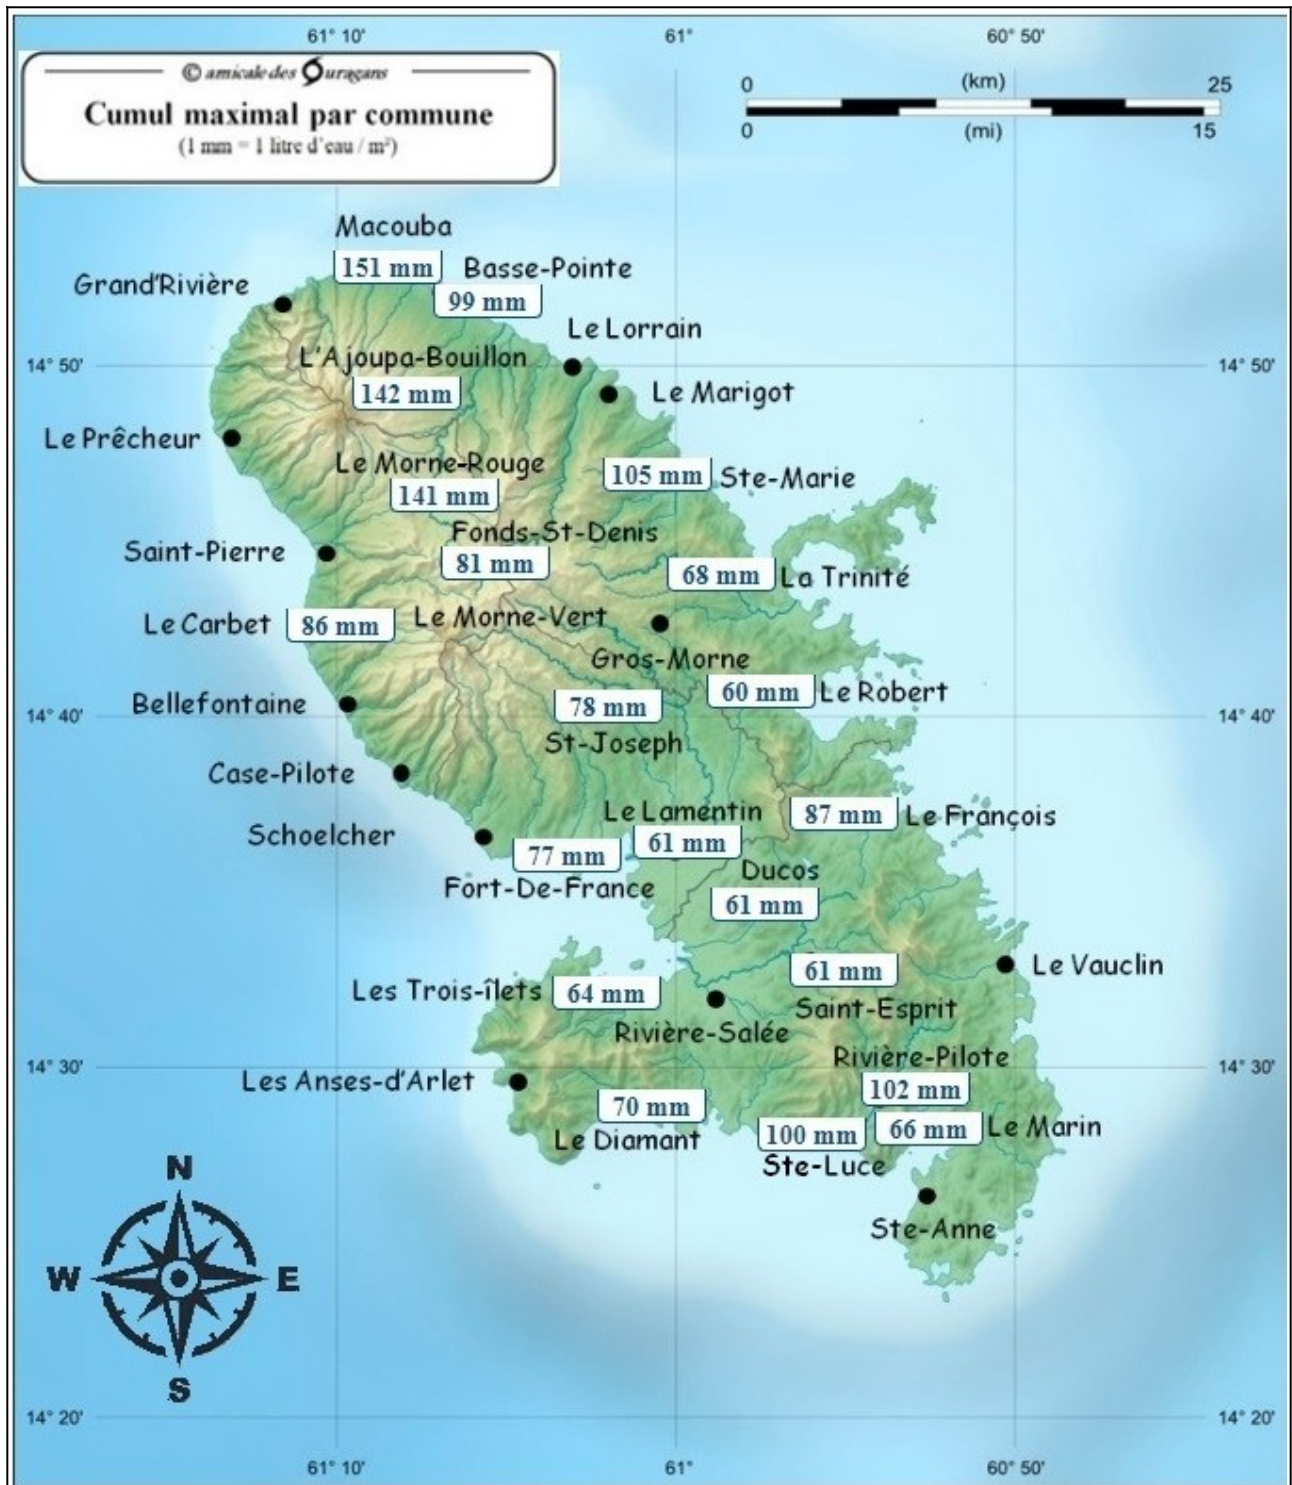 61° 10'
61°
60° 50'
© amicale des Ouragans
Cumul maximal par commune
(1 mm = 1 litre d'eau / m²)
0
(km)
25
0
(mi)
15
Macouba
151 mm
Basse-Pointe
99 mm
Grand'Rivière
Le Lorrain
14° 50'
L'Ajoupa-Bouillon
14° 50'
142 mm
Le Marigot
Le Prêcheur
Le Morne-Rouge
141 mm
105 mm
Ste-Marie
Fonds-St-Denis
81 mm
Saint-Pierre
68 mm
La Trinité
Le Carbet
86 mm
Le Morne-Vert
Gros-Morne
60 mm
Le Robert
Bellefontaine
78 mm
14° 40'
14° 40'
St-Joseph
Case-Pilote
Le Lamentin
61 mm
87 mm
Le François
Schoelcher
77 mm
Fort-De-France
Ducos
61 mm
Le Vauclin
61 mm
Saint-Esprit
Les Trois-îlets
64 mm
Rivière-Salée
Rivière-Pilote
102 mm
14° 30'
14° 30'
Les Anses-d'Arlet
70 mm
Le Diamant
100 mm
Ste-Luce
66 mm
Le Marin
Ste-Anne
N
W
E
S
14° 20'
14° 20'
61° 10'
61°
60° 50'